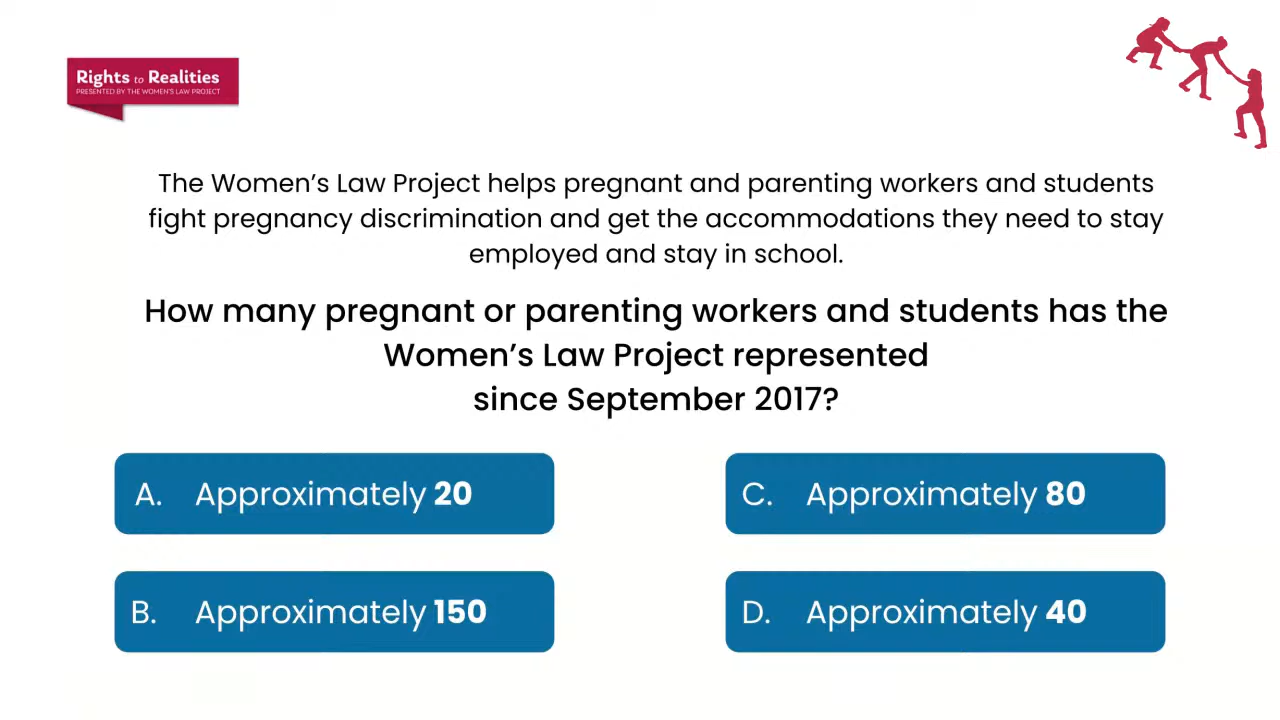 Rights to Realities
PRESENTED BY THE WOMEN'S LAW PROJECT
The Women’s Law Project helps pregnant and parenting workers and students
fight pregnancy discrimination and get the accommodations they need to stay
employed and stay in school.
How many pregnant or parenting workers and students has the
Women’s Law Project represented
since September 2017?
A. Approximately 20
B. Approximately 150
C. Approximately 80
D. Approximately 40